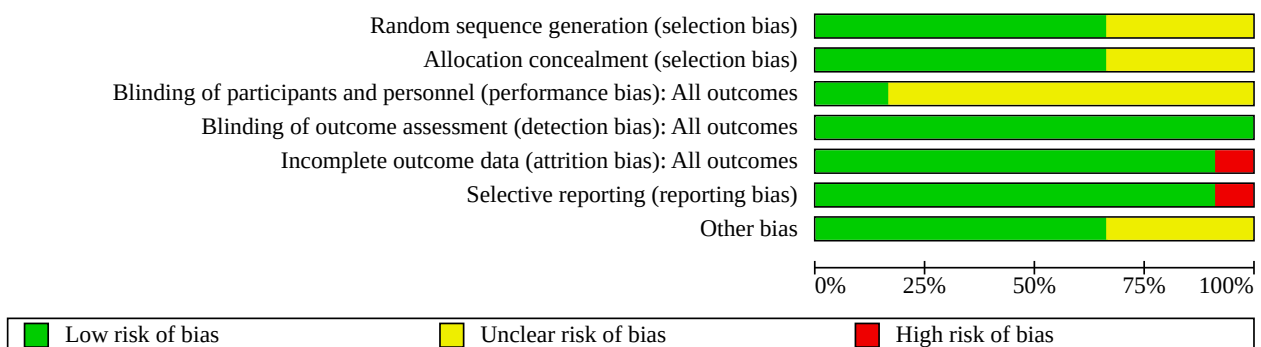 Random sequence generation (selection bias)
Allocation concealment (selection bias)
Blinding of participants and personnel (performance bias): All outcomes
Blinding of outcome assessment (detection bias): All outcomes
Incomplete outcome data (attrition bias): All outcomes
Selective reporting (reporting bias)
Other bias
0% 25% 50% 75% 100%
Low risk of bias Unclear risk of bias High risk of bias